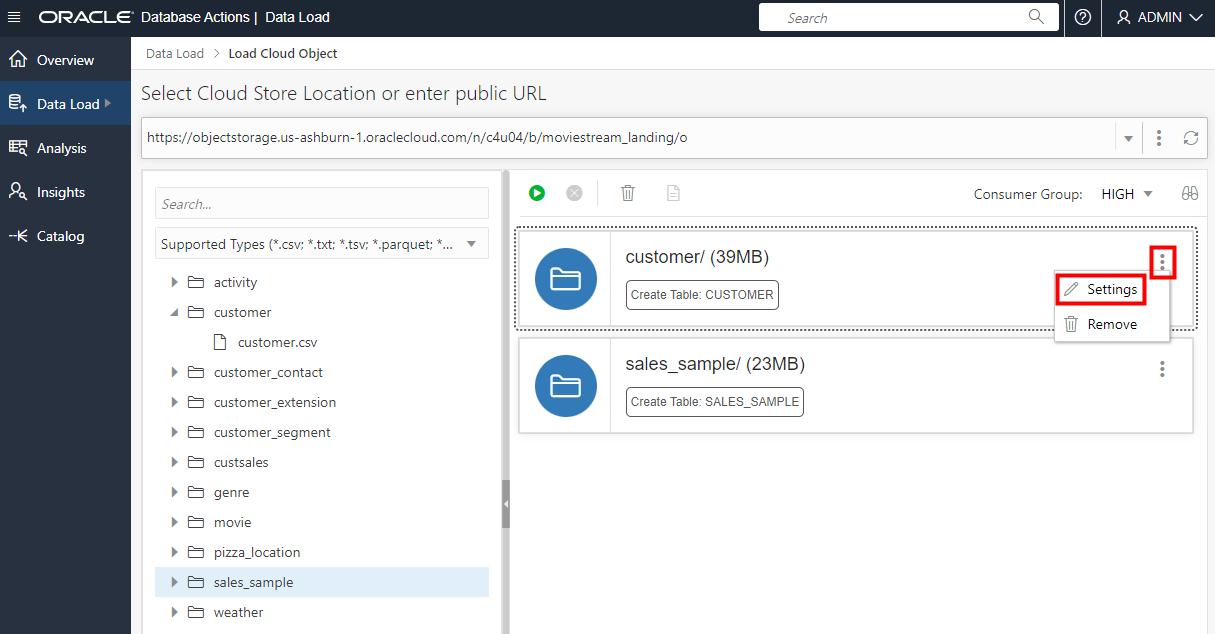 ORACLE Database Actions | Data Load
Search
ADMIN
Overview
Data Load
Analysis
Insights
Catalog
Data Load > Load Cloud Object
Select Cloud Store Location or enter public URL
https://objectstorage.us-ashburn-1.oraclecloud.com/n/c4u04/b/moviestream_landing/o
Search...
Supported Types (*.csv; *.txt; *.tsv; *.parquet; *...
activity
customer
customer.csv
customer_contact
customer_extension
customer_segment
custsales
genre
movie
pizza_location
sales_sample
weather
Consumer Group: HIGH
customer/ (39MB)
Create Table: CUSTOMER
Settings
Remove
sales_sample/ (23MB)
Create Table: SALES_SAMPLE